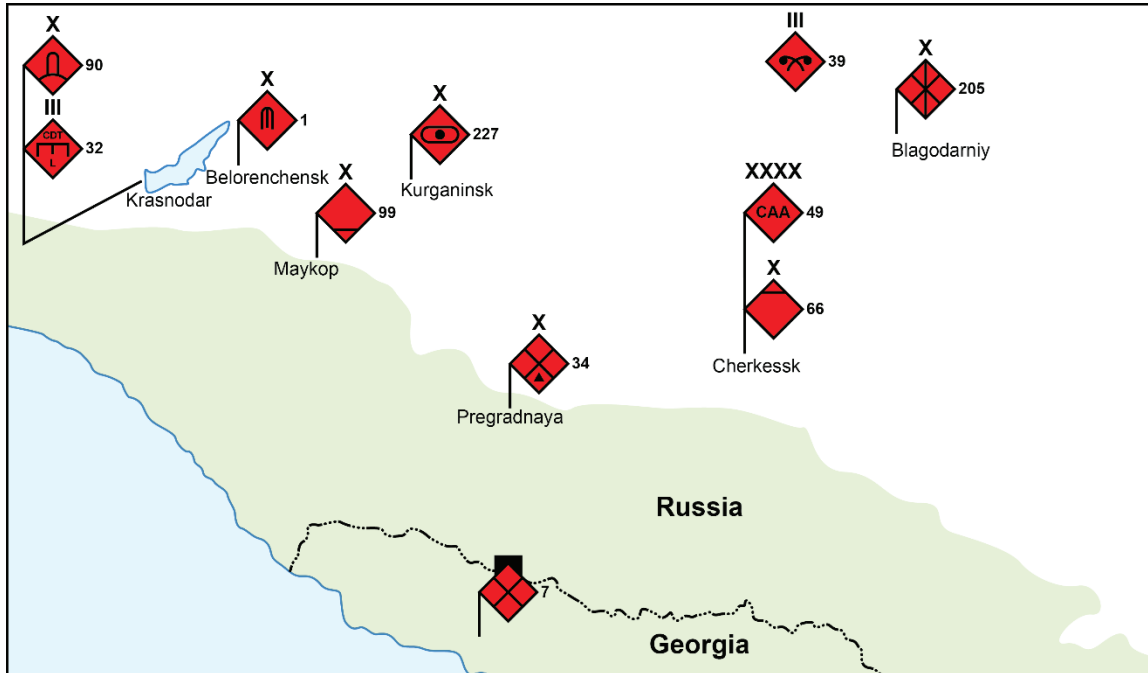 X
90
III
CDT
L
32
Krasnodar
X
1
Belorenchensk
X
99
Maykop
X
227
Kurganinsk
III
39
X
205
Blagodarniy
XXXX
CAA
49
X
66
Cherkessk
X
34
Pregradnaya
Russia
7
Georgia